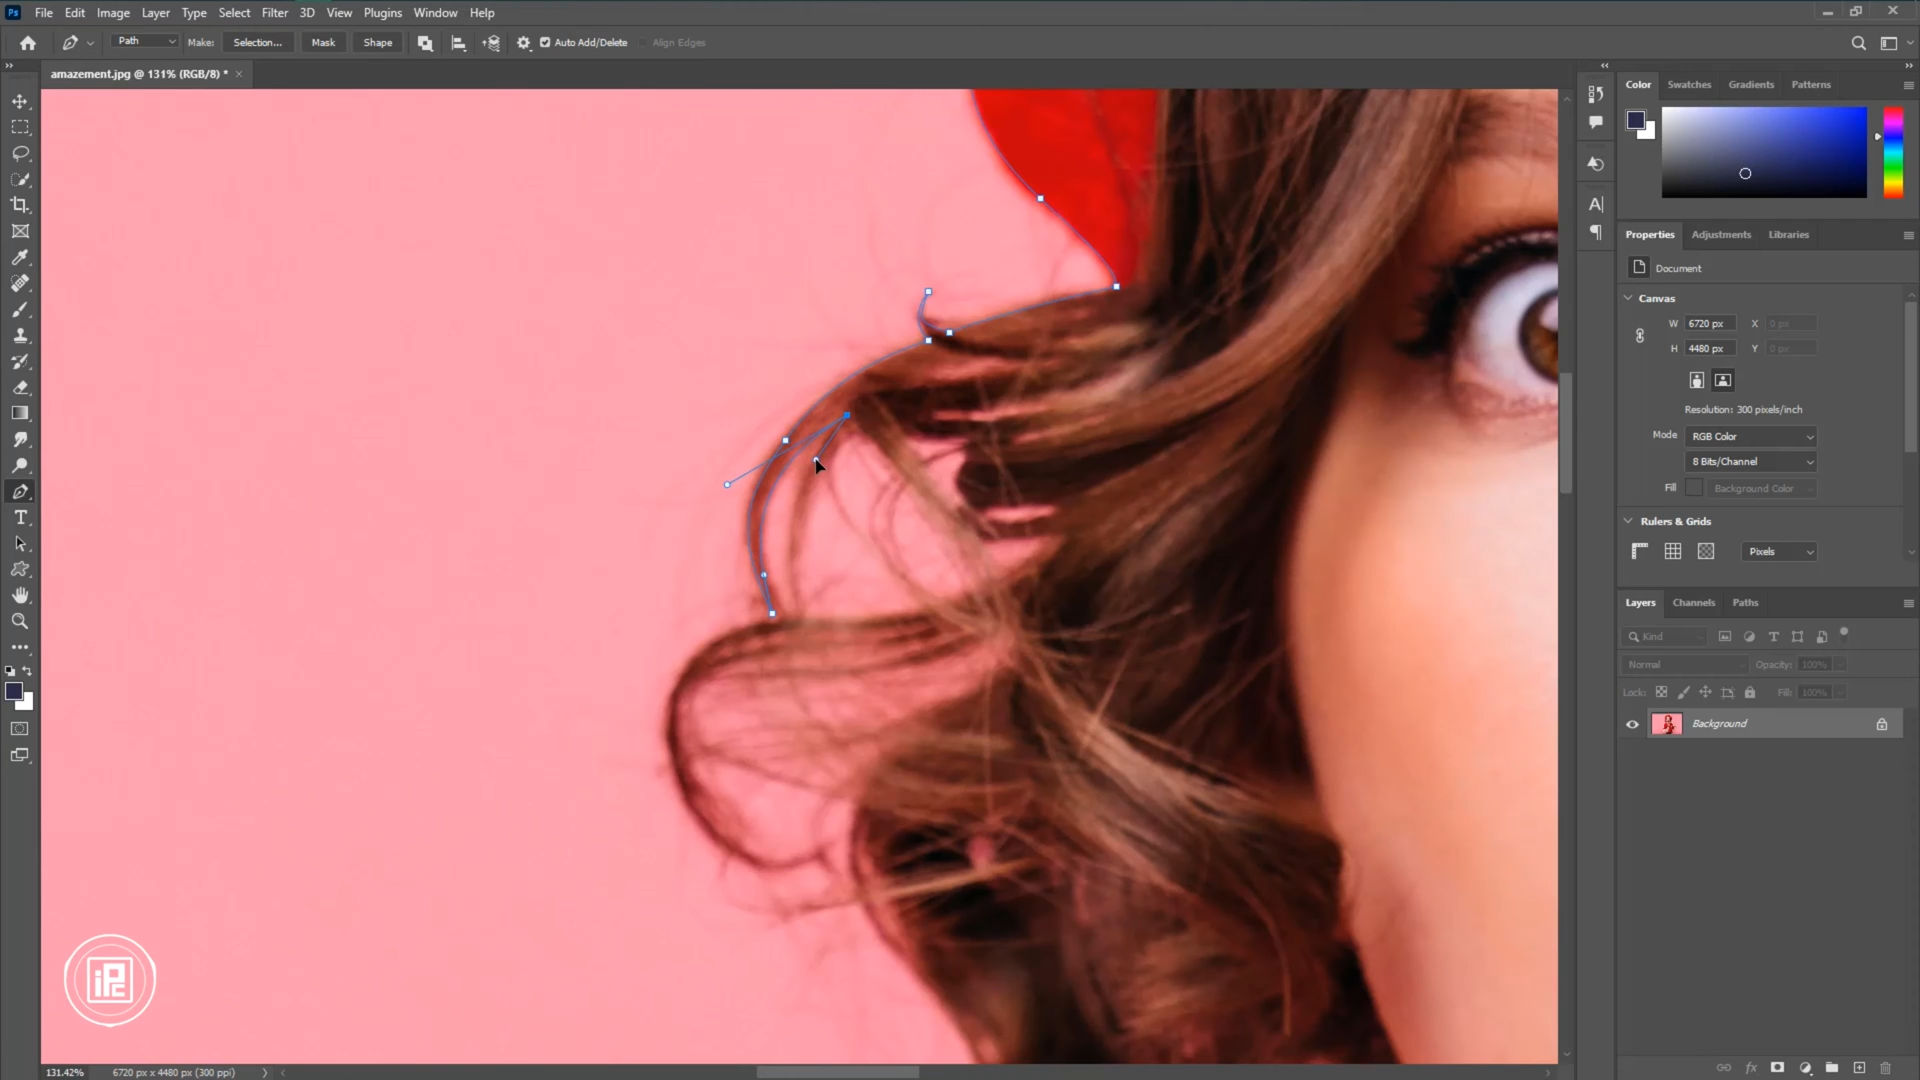 Ps File Edit Image Layer Type Select Filter 3D View Plugins Window Help
Path Make: Selection... Mask Shape Auto Add/Delete Align Edges
amazement.jpg @ 131% (RGB/8) * ×
Color Swatches Gradients Patterns
Properties Adjustments Libraries
Document
Canvas
W 6720 px X 0 px
H 4480 px Y 0 px
Resolution: 300 pixels/inch
Mode RGB Color
8 Bits/Channel
Fill Background Color
Rulers & Grids
Pixels
Layers Channels Paths
Kind
Normal Opacity: 100%
Lock: Fill: 100%
Background
iPc
131.42% 6720 px x 4480 px (300 ppi)